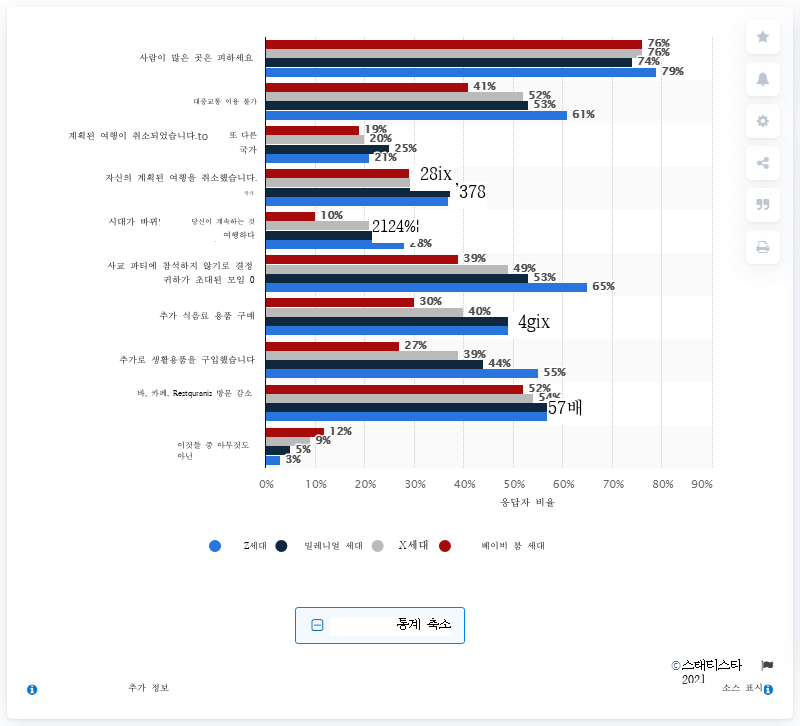 사람이 많은 곳은 피하세요
76%
76%
74%
79%
대중교통 이용 불가
41%
52%
53%
61%
계획된 여행이 취소되었습니다.to 또 다른
국가
19%
20%
25%
21%
자신의 계획된 여행을 취소했습니다.
국가
28ix
'378
시대가 바뀌' 당신이 계속하는 것
여행하다
10%
2124%
28%
사교 파티에 참석하지 않기로 결정
귀하가 초대된 모임 0
39%
49%
53%
65%
추가 식음료 용품 구매
30%
40%
4gix
추가로 생활용품을 구입했습니다
27%
39%
44%
55%
바, 카페, Restquranis 방문 감소
52%
54%
57배
이것들 중 아무것도
아닌
12%
9%
5%
3%
0% 10% 20% 30% 40% 50% 60% 70% 80% 90%
응답자 비율
Z세대 밀레니얼 세대 X세대 베이비 붐 세대
통계 축소
©스태티스타
2021
추가 정보 소스 표시